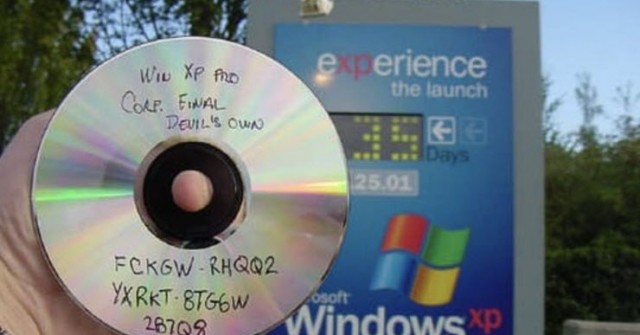 WIN XP PRO
CORP. FINAL
DEVIL'S OWN
FCKGW-RHQQ2
YXRKT-8TG6W
2B7Q8
experience
the launch
35
Days
.25.01
osoft
Windows xp